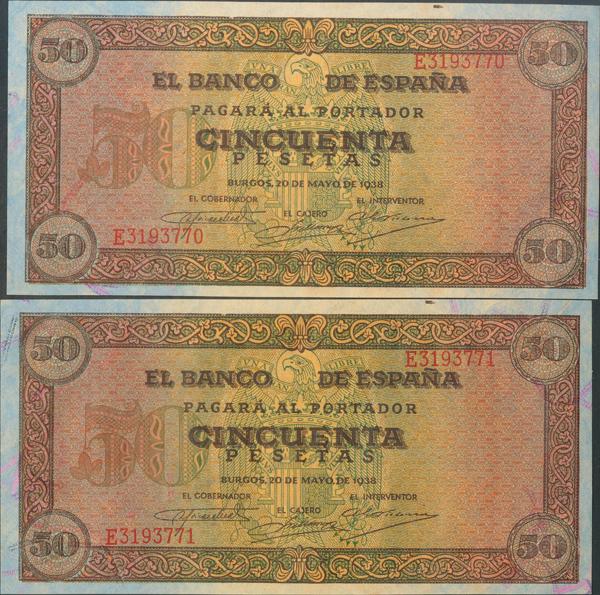 50 50
E3193770
EL BANCO DE ESPAÑA
PAGARÁ AL PORTADOR
50
CINCUENTA
PESETAS
BURGOS, 20 DE MAYO DE 1938
EL GOBERNADOR EL CAJERO EL INTERVENTOR
E3193770
50 50
50 50
E3193771
EL BANCO DE ESPAÑA
PAGARÁ AL PORTADOR
50
CINCUENTA
PESETAS
BURGOS, 20 DE MAYO DE 1938
EL GOBERNADOR EL CAJERO EL INTERVENTOR
E3193771
50 50